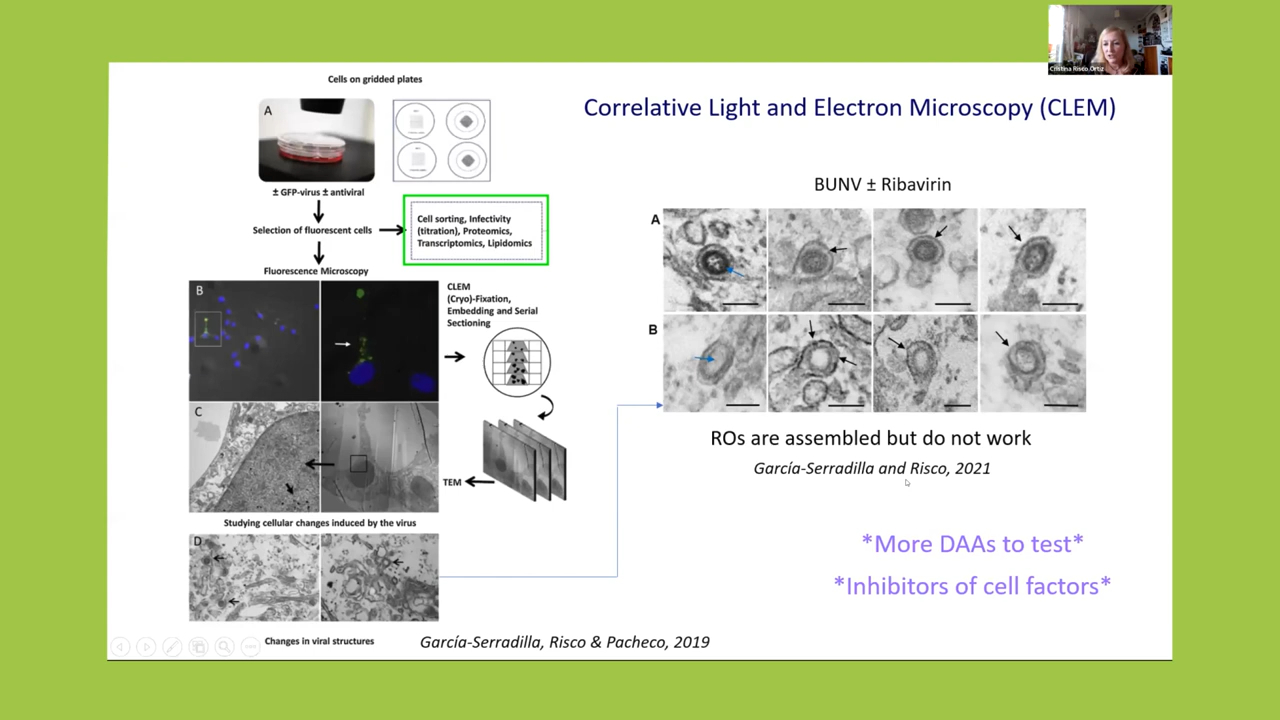 Cristina Risco Ortiz
Correlative Light and Electron Microscopy (CLEM)
Cells on gridded plates
A
± GFP-virus ± antiviral
Selection of fluorescent cells
Cell sorting, Infectivity
(titration), Proteomics,
Transcriptomics, Lipidomics
Fluorescence Microscopy
B
CLEM
(Cryo)-Fixation,
Embedding and Serial
Sectioning
C
TEM
Studying cellular changes induced by the virus
D
Changes in viral structures
García-Serradilla, Risco & Pacheco, 2019
BUNV ± Ribavirin
A
B
ROs are assembled but do not work
García-Serradilla and Risco, 2021
*More DAAs to test*
*Inhibitors of cell factors*